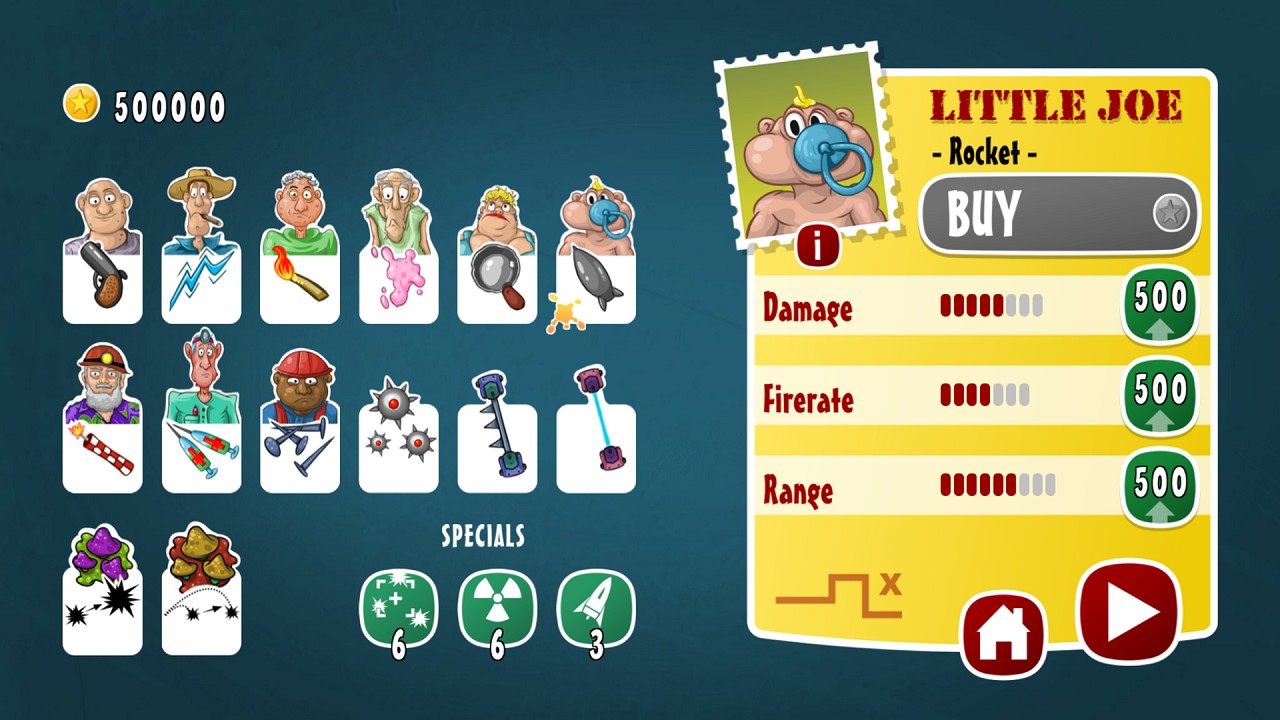 500000
LITTLE JOE
- Rocket -
BUY
i
Damage
500
Firerate
500
Range
500
SPECIALS
6
6
3
x